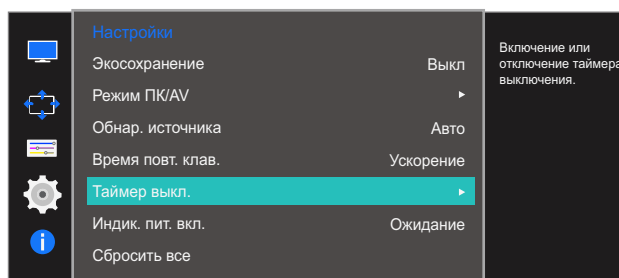 Настройки
Экосохранение Выкл
Режим ПК/AV
Обнар. источника Авто
Время повт. клав. Ускорение
Таймер выкл.
Индик. пит. вкл. Ожидание
Сбросить все
Включение или
отключение таймера
выключения.